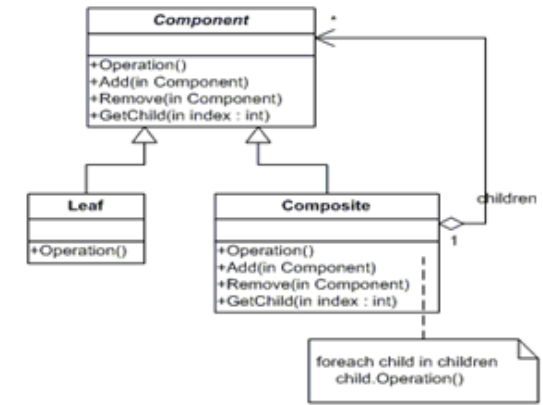 Component
*
+Operation()
+Add(in Component)
+Remove(in Component)
+GetChild(in index : int)
Leaf
+Operation()
Composite
children
1
+Operation()
+Add(in Component)
+Remove(in Component)
+GetChild(in index : int)
foreach child in children
child.Operation()